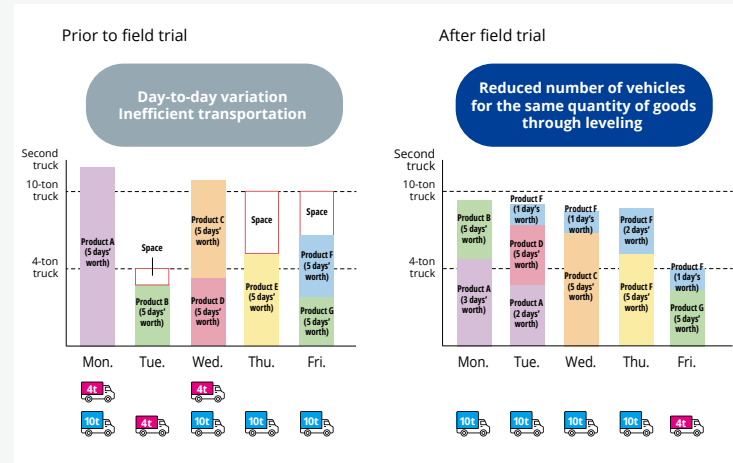 Prior to field trial
Day-to-day variation
Inefficient transportation
Second
truck
10-ton
truck
4-ton
truck
Product A
(5 days'
worth)
Space
Product B
(5 days'
worth)
Product C
(5 days'
worth)
Product D
(5 days'
worth)
Space
Product E
(5 days'
worth)
Space
Product F
(5 days'
worth)
Product G
(5 days'
worth)
Mon.
Tue.
Wed.
Thu.
Fri.
4t
4t
10t
4t
10t
10t
10t
After field trial
Reduced number of vehicles
for the same quantity of goods
through leveling
Second
truck
10-ton
truck
4-ton
truck
Product B
(5 days'
worth)
Product A
(3 days'
worth)
Product F
(1 day's
worth)
Product D
(5 days'
worth)
Product A
(2 days'
worth)
Product F
(1 day's
worth)
Product C
(5 days'
worth)
Product F
(2 days'
worth)
Product F
(5 days'
worth)
Product F
(1 day's
worth)
Product G
(5 days'
worth)
Mon.
Tue.
Wed.
Thu.
Fri.
10t
10t
10t
10t
4t